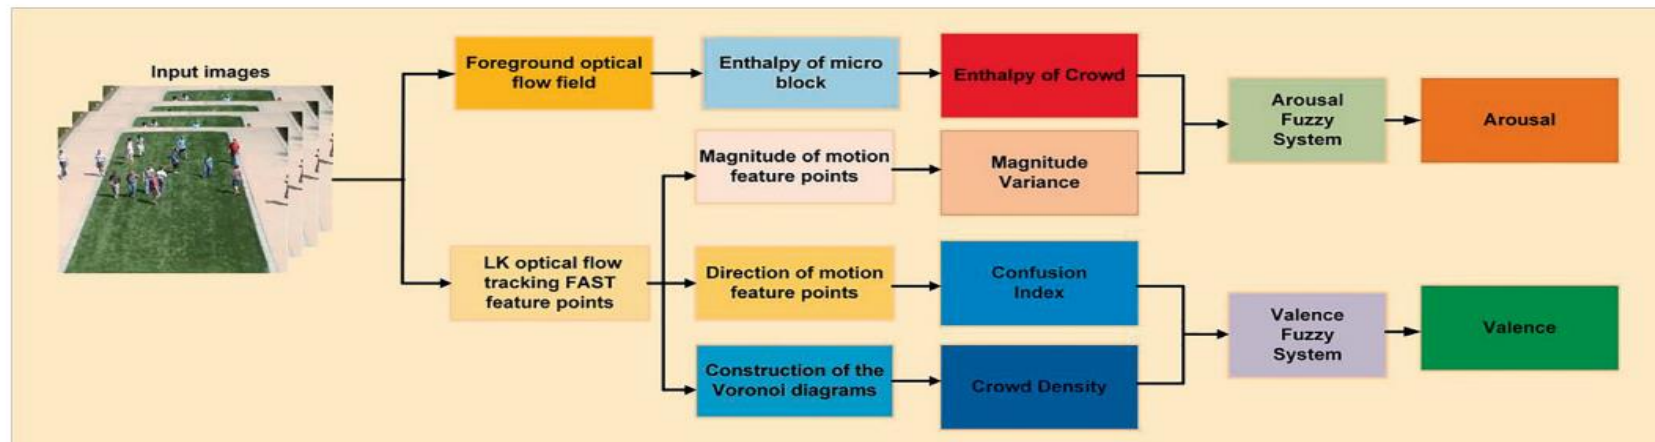 Input images
Foreground optical
flow field
Enthalpy of micro
block
Enthalpy of Crowd
Arousal
Fuzzy
System
Arousal
Magnitude of motion
feature points
Magnitude
Variance
LK optical flow
tracking FAST
feature points
Direction of motion
feature points
Confusion
Index
Valence
Fuzzy
System
Valence
Construction of the
Voronoi diagrams
Crowd Density